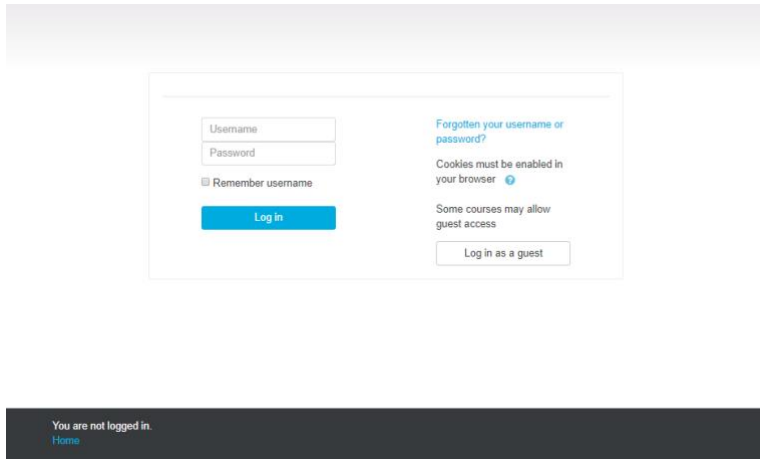 Username
Password
Remember username
Log in
Forgotten your username or
password?
Cookies must be enabled in
your browser ?
Some courses may allow
guest access
Log in as a guest
You are not logged in.
Home